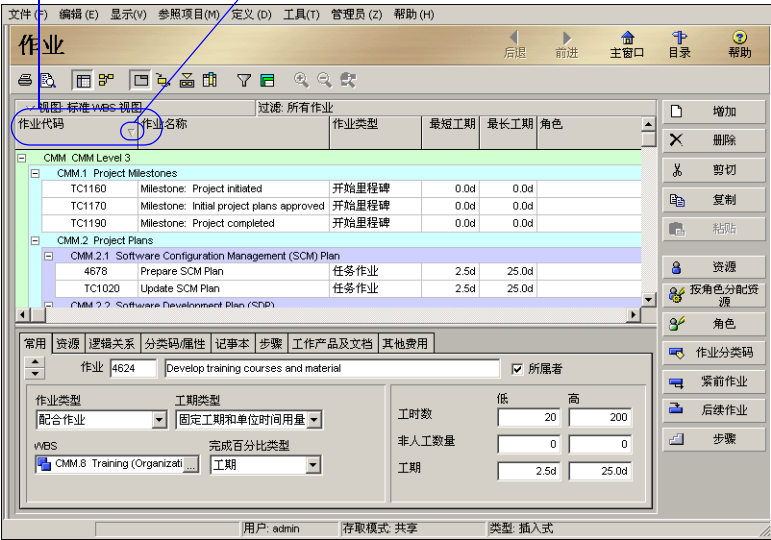 文件(F) 编辑(E) 显示(V) 参照项目(M) 定义(D) 工具(T) 管理员(Z) 帮助(H)
作业 后退 前进 主窗口 目录 帮助
视图: 标准 WBS 视图 过滤: 所有作业
作业代码 作业名称 作业类型 最短工期 最长工期 角色
CMM CMM Level 3
CMM.1 Project Milestones
TC1160 Milestone: Project initiated 开始里程碑 0.0d 0.0d
TC1170 Milestone: Initial project plans approved 开始里程碑 0.0d 0.0d
TC1190 Milestone: Project completed 开始里程碑 0.0d 0.0d
CMM.2 Project Plans
CMM.2.1 Software Configuration Management (SCM) Plan
4678 Prepare SCM Plan 任务作业 2.5d 25.0d
TC1020 Update SCM Plan 任务作业 2.5d 25.0d
CMM.2.2 Software Development Plan (SDP)
增加
删除
剪切
复制
粘贴
资源
按角色分配资
源
角色
作业分类码
紧前作业
后续作业
步骤
常用 资源 逻辑关系 分类码/属性 记事本 步骤 工作产品及文档 其他费用
作业 4624 Develop training courses and material 所属者
作业类型 工期类型
配合作业 固定工期和单位时间用量
WBS 完成百分比类型
CMM.8 Training (Organizati ... 工期
低 高
工时数 20 200
非人工数量 0 0
工期 2.5d 25.0d
用户: admin 存取模式: 共享 类型: 插入式